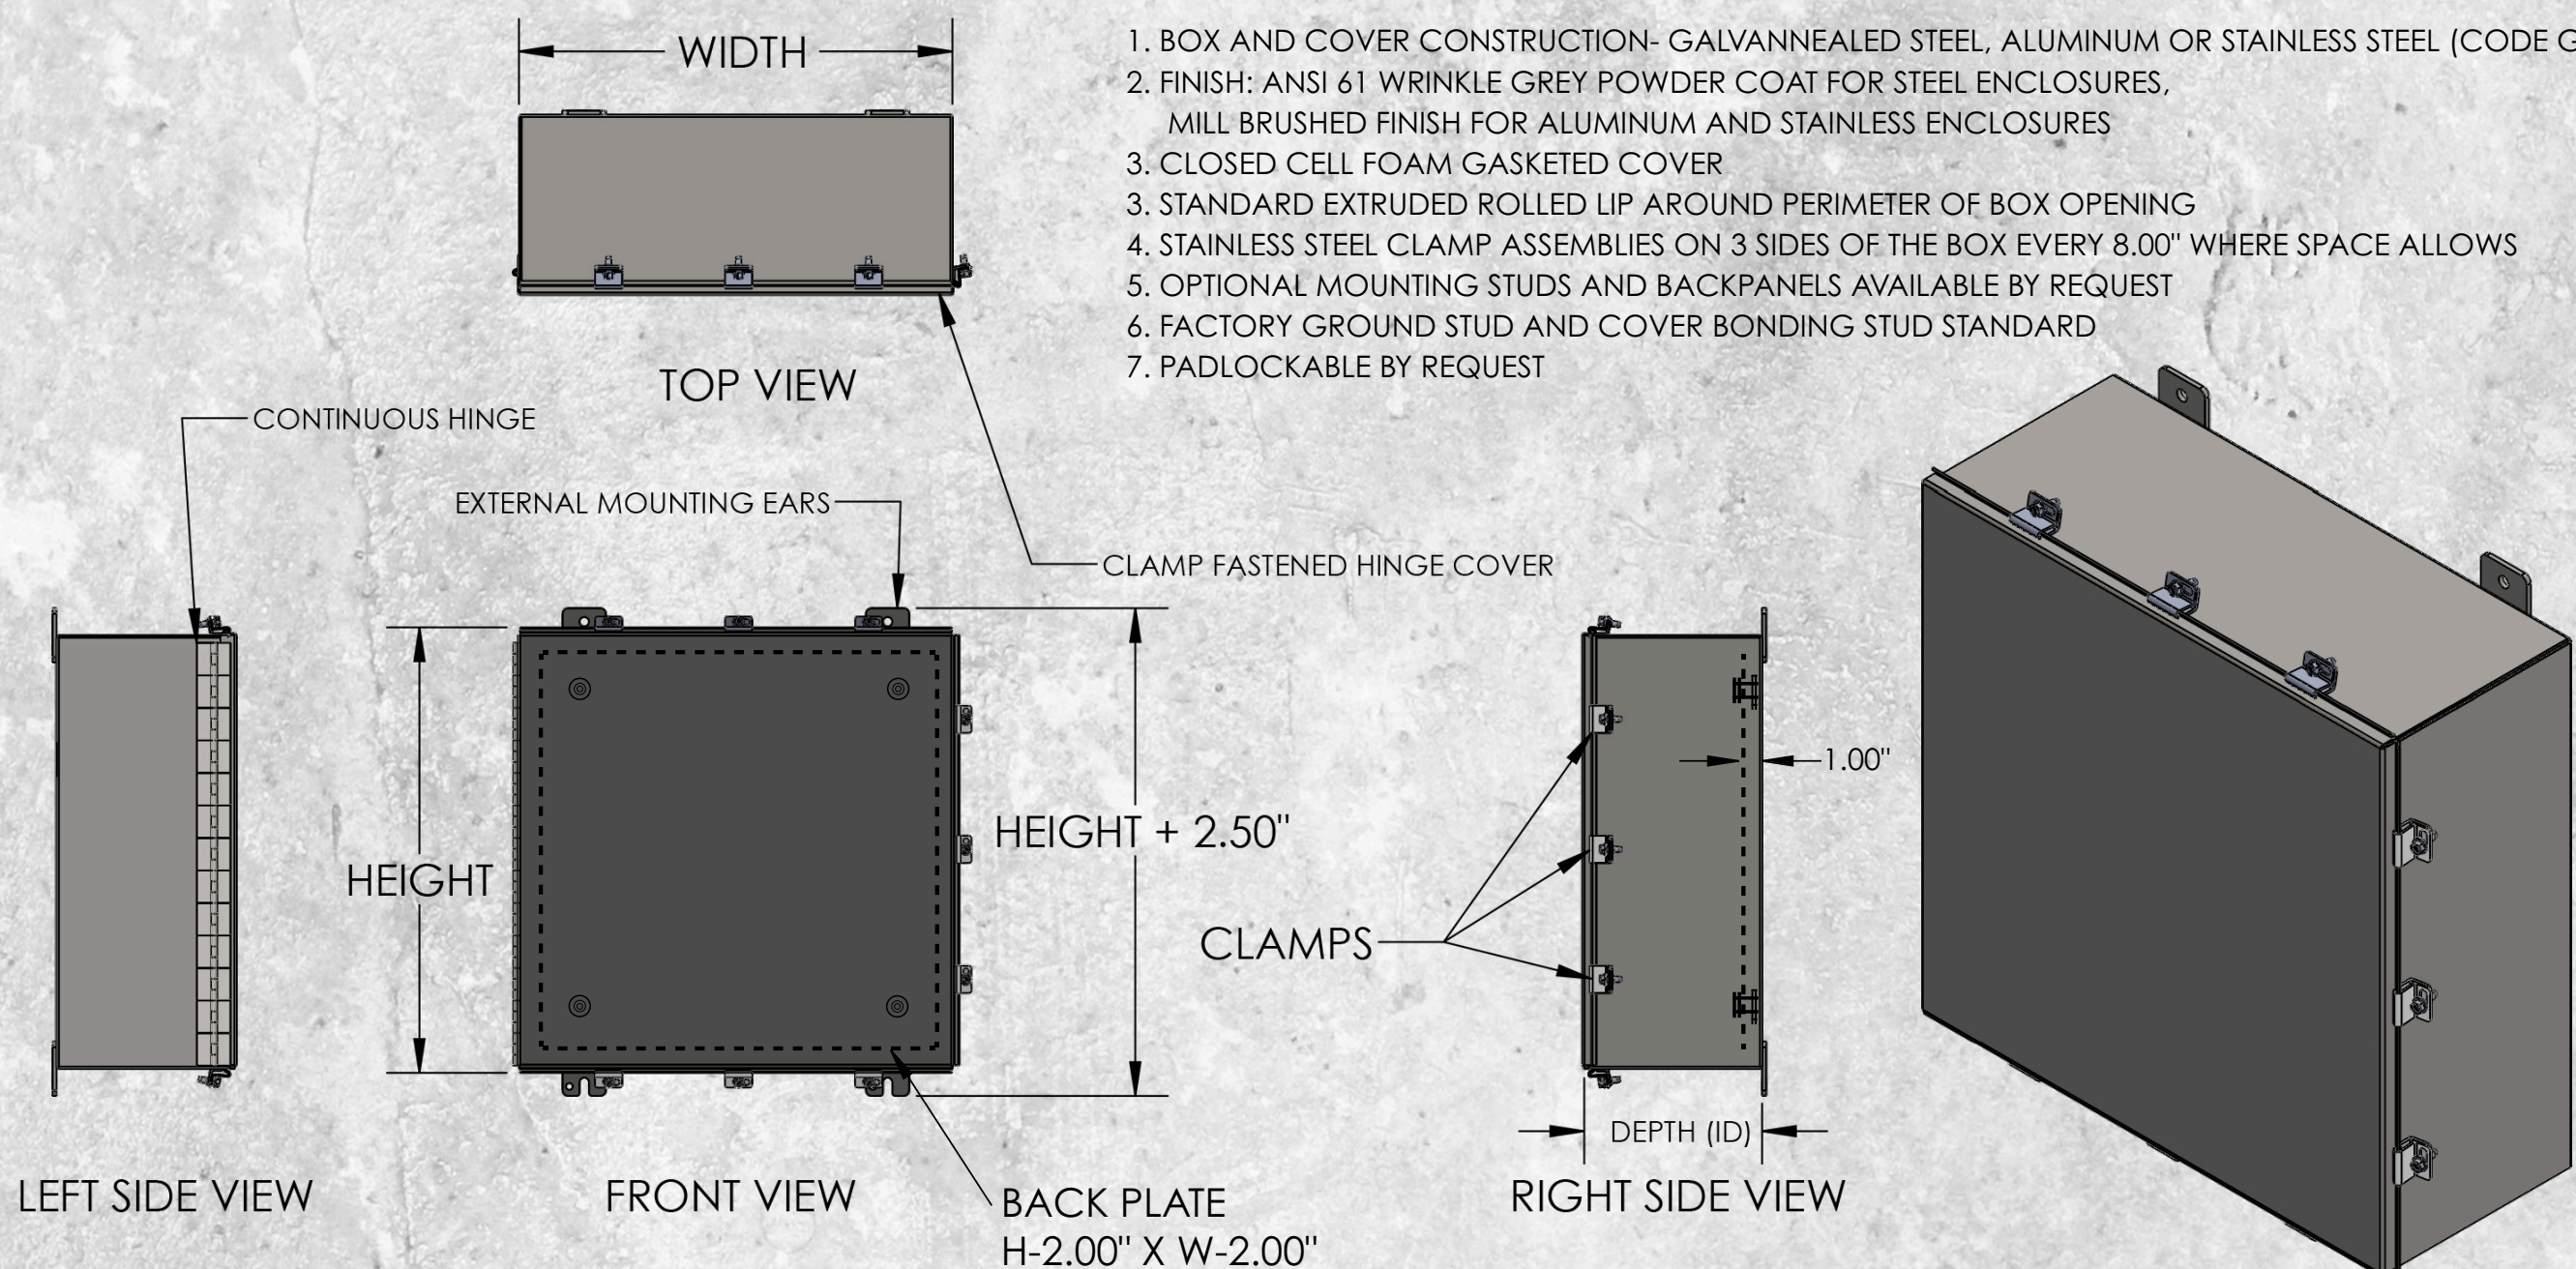 WIDTH
1. BOX AND COVER CONSTRUCTION- GALVANNEALED STEEL, ALUMINUM OR STAINLESS STEEL (CODE
2. FINISH: ANSI 61 WRINKLE GREY POWDER COAT FOR STEEL ENCLOSURES,
MILL BRUSHED FINISH FOR ALUMINUM AND STAINLESS ENCLOSURES
3. CLOSED CELL FOAM GASKETED COVER
3. STANDARD EXTRUDED ROLLED LIP AROUND PERIMETER OF BOX OPENING
4. STAINLESS STEEL CLAMP ASSEMBLIES ON 3 SIDES OF THE BOX EVERY 8.00" WHERE SPACE ALLOWS
5. OPTIONAL MOUNTING STUDS AND BACKPANELS AVAILABLE BY REQUEST
6. FACTORY GROUND STUD AND COVER BONDING STUD STANDARD
7. PADLOCKABLE BY REQUEST
TOP VIEW
CONTINUOUS HINGE
EXTERNAL MOUNTING EARS
CLAMP FASTENED HINGE COVER
1.00"
HEIGHT + 2.50"
HEIGHT
CLAMPS
DEPTH (ID)
LEFT SIDE VIEW
FRONT VIEW
RIGHT SIDE VIEW
BACK PLATE
H-2.00" X W-2.00"